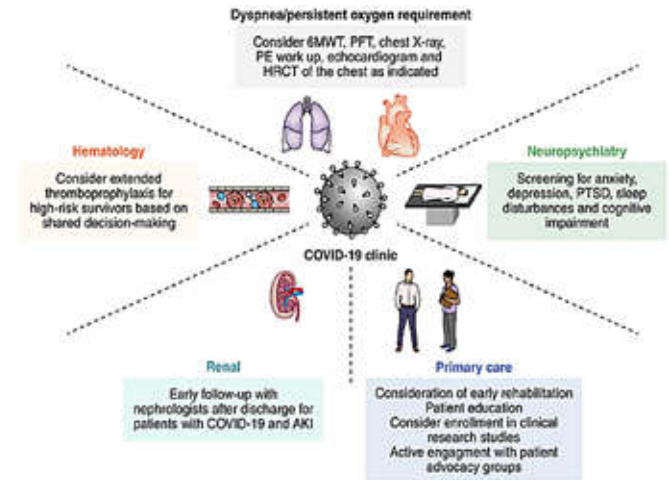 Dyspnea/persistent oxygen requirement
Consider 6MWT, PFT, chest X-ray,
PE work up, echocardiogram and
HRCT of the chest as indicated
Hematology
Consider extended
thromboprophylaxis for
high-risk survivors based on
shared decision-making
Neuropsychiatry
Screening for anxiety,
depression, PTSD, sleep
disturbances and cognitive
impairment
COVID-19 clinic
Renal
Early follow-up with
nephrologists after discharge for
patients with COVID-19 and AKI
Primary care
Consideration of early rehabilitation
Patient education
Consider enrollment in clinical
research studies
Active engagment with patient
advocacy groups